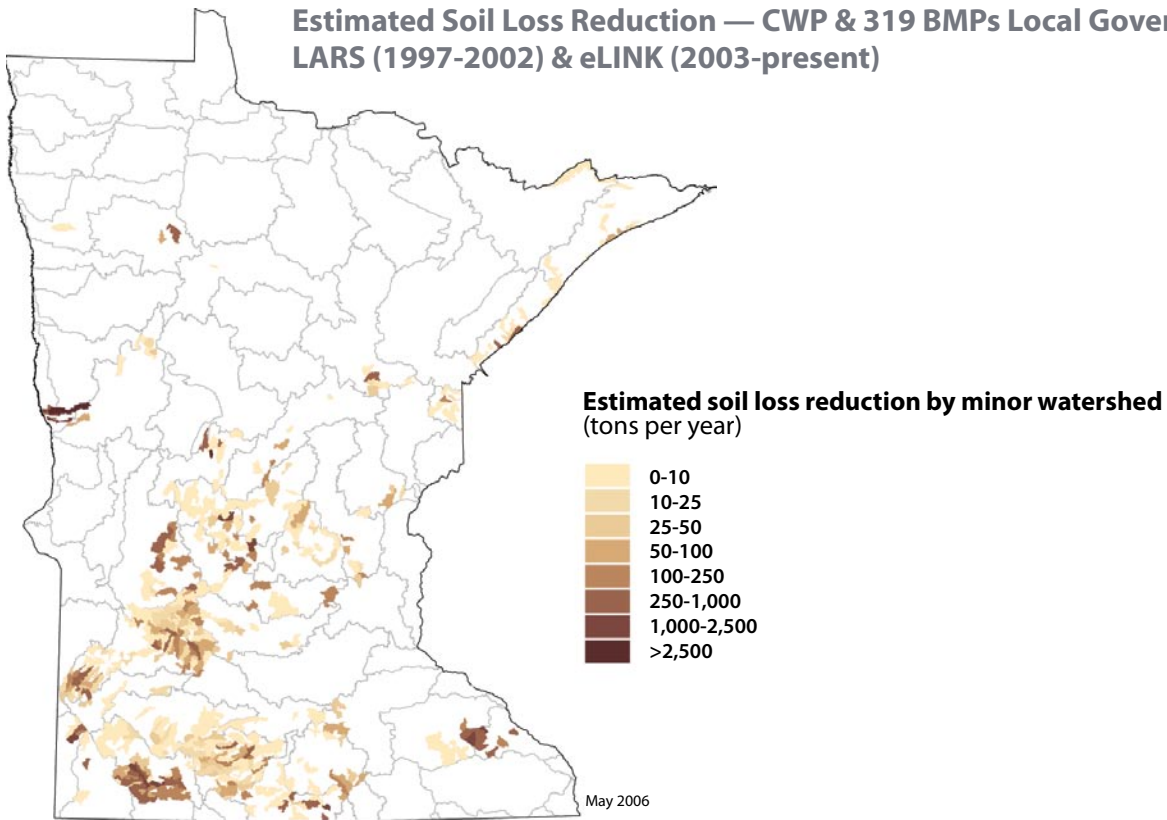 Estimated Soil Loss Reduction — CWP & 319 BMPs Local Gover
LARS (1997-2002) & eLINK (2003-present)
Estimated soil loss reduction by minor watershed
(tons per year)
0-10
10-25
25-50
50-100
100-250
250-1,000
1,000-2,500
>2,500
May 2006